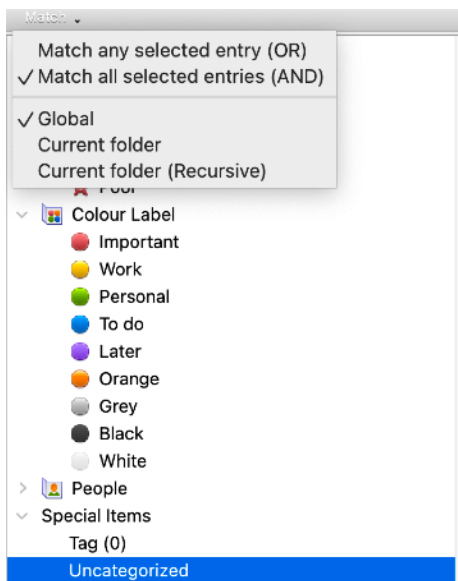 Match
Match any selected entry (OR)
Match all selected entries (AND)
Global
Current folder
Current folder (Recursive)
Poor
Colour Label
Important
Work
Personal
To do
Later
Orange
Grey
Black
White
People
Special Items
Tag (0)
Uncategorized